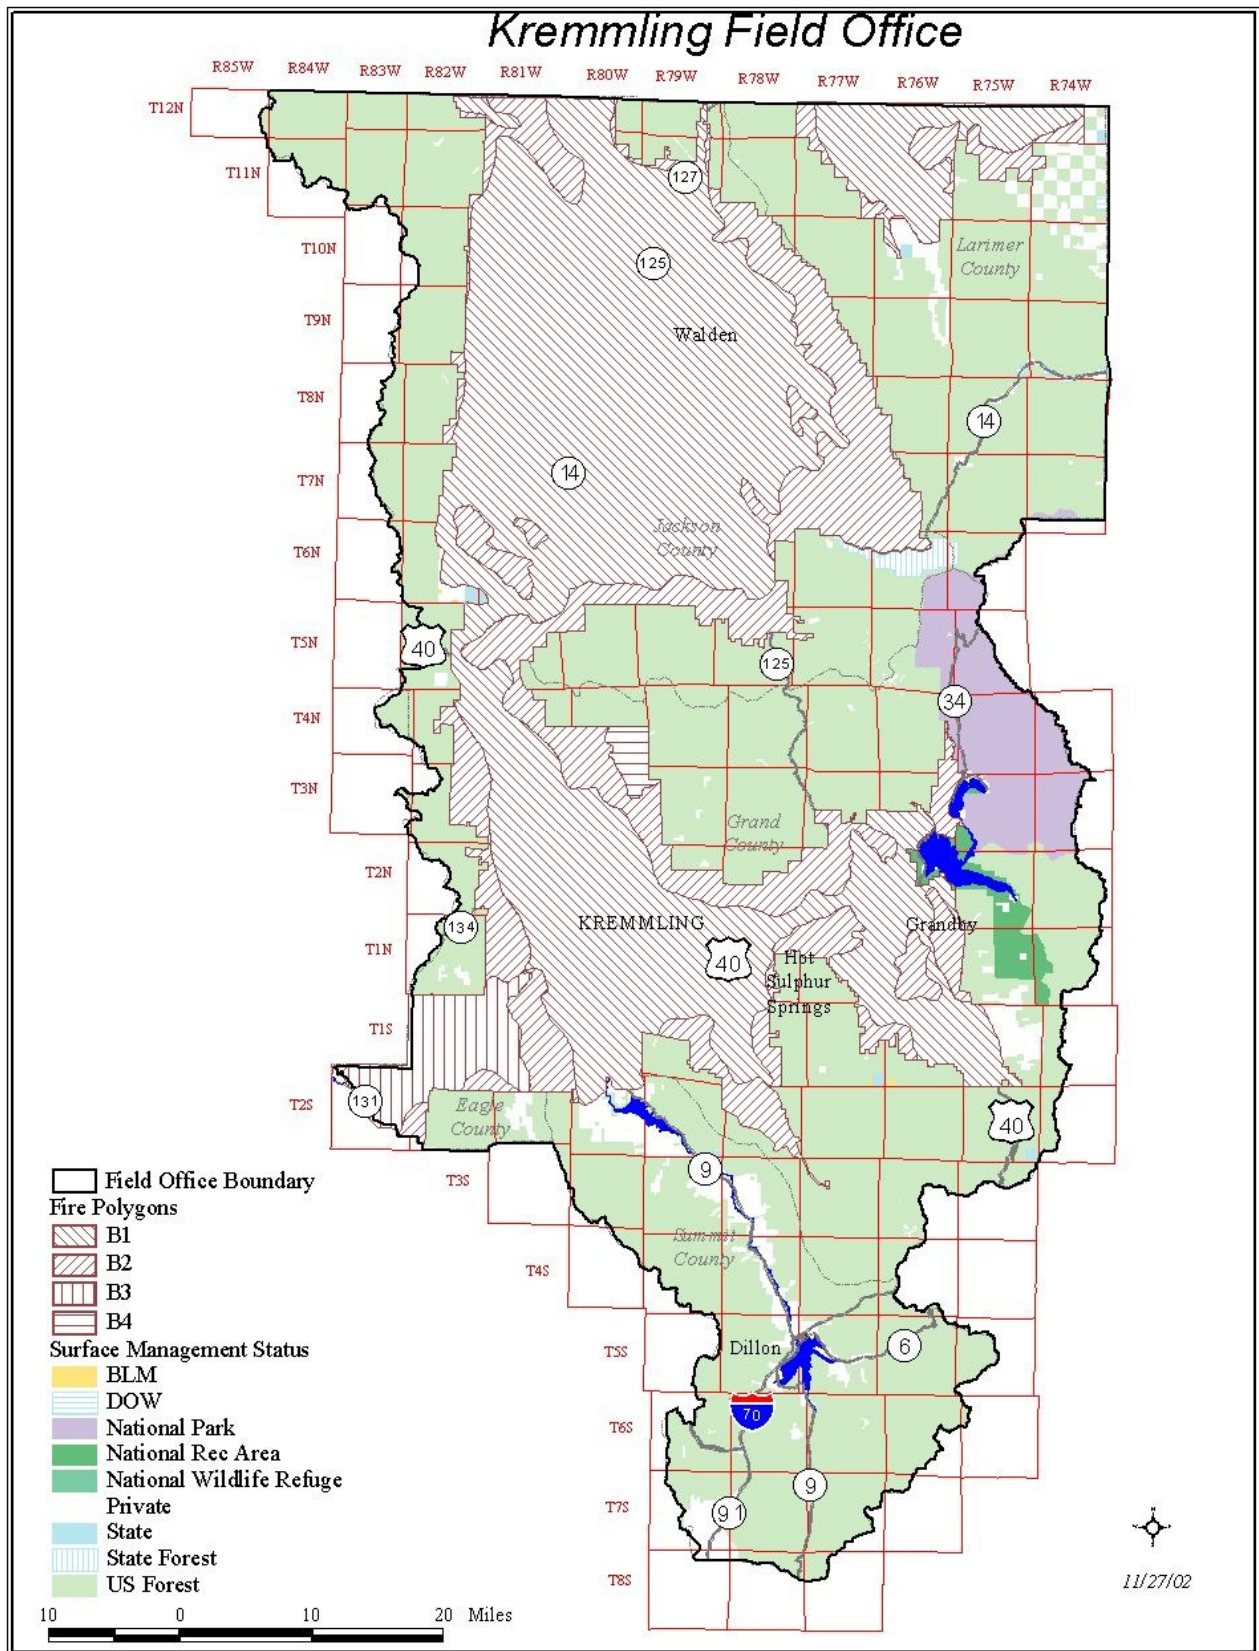 Kremmling Field Office
R85W R84W R83W R82W R81W R80W R79W R78W R77W R76W R75W R74W
T12N
T11N
127
T10N
125
Larimer
County
T9N
Walden
T8N
14
T7N
14
Jackson
County
T6N
T5N
40
125
T4N
34
T3N
Grand
County
T2N
134
KREMMLING
Grandby
T1N
40
Hot
Sulphur
Springs
T1S
T2S
131
Eagle
County
40
9
T3S
Summit
County
T4S
T5S
Dillon
6
70
T6S
9
T7S
91
T8S
Field Office Boundary
Fire Polygons
B1
B2
B3
B4
Surface Management Status
BLM
DOW
National Park
National Rec Area
National Wildlife Refuge
Private
State
State Forest
US Forest
10 0 10 20 Miles
11/27/02